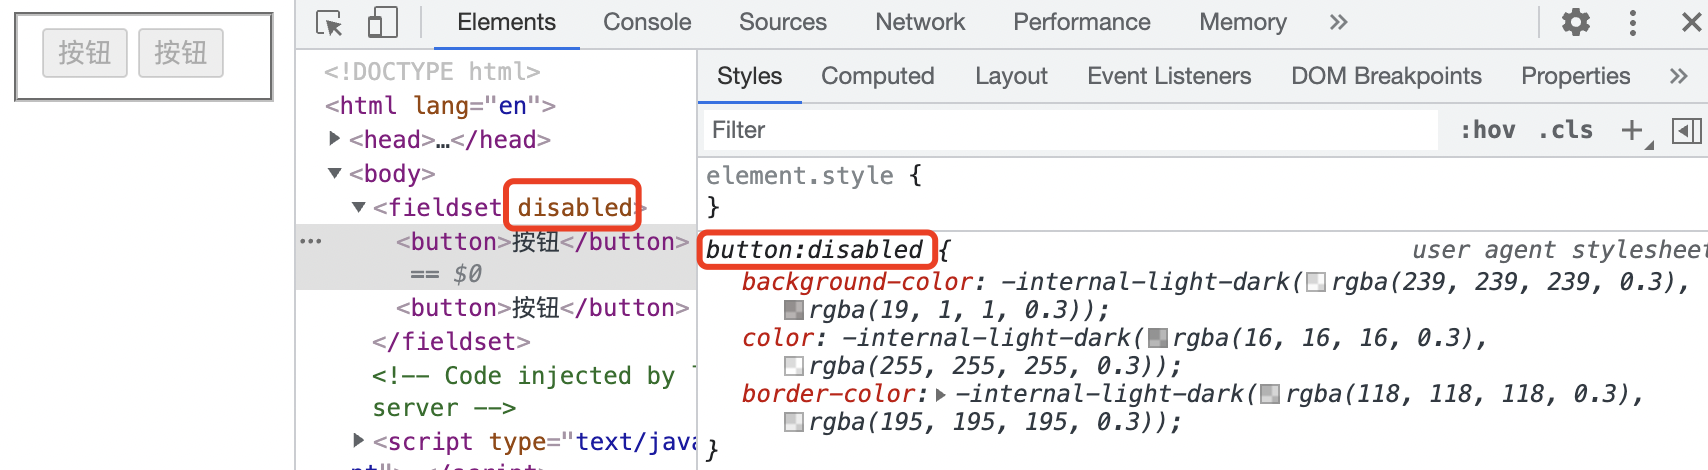 按钮 按钮
Elements Console Sources Network Performance Memory »
<!DOCTYPE html>
<html lang="en">
<head>…</head>
<body>
<fieldset disabled>
<button>按钮</button>
== $0
<button>按钮</button>
</fieldset>
<!-- Code injected by
server -->
<script type="text/java
Styles Computed Layout Event Listeners DOM Breakpoints Properties »
Filter :hov .cls
element.style {
}
button:disabled { user agent stylesheet
background-color: -internal-light-dark(rgba(239, 239, 239, 0.3),
rgba(19, 1, 1, 0.3));
color: -internal-light-dark(rgba(16, 16, 16, 0.3),
rgba(255, 255, 255, 0.3));
border-color: -internal-light-dark(rgba(118, 118, 118, 0.3),
rgba(195, 195, 195, 0.3));
}